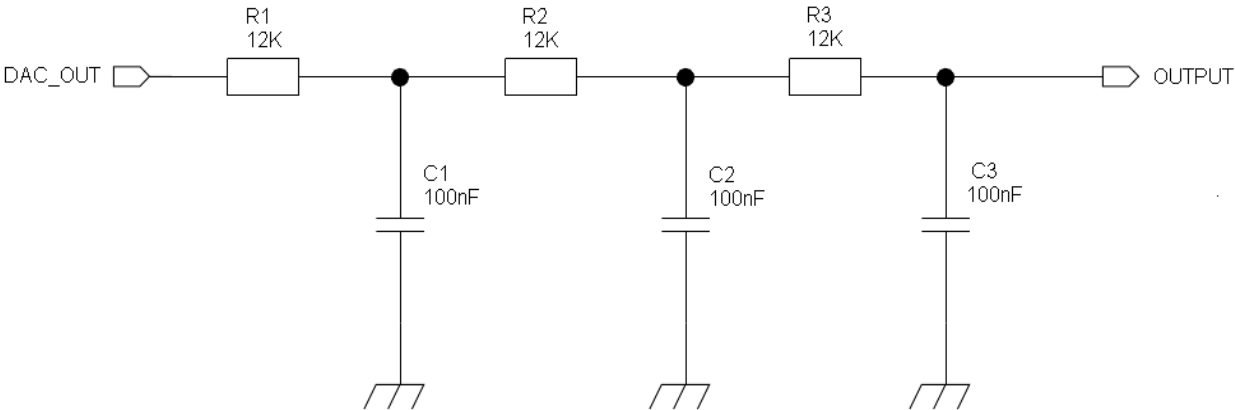 R1
12K
R2
12K
R3
12K
DAC_OUT
OUTPUT
C1
100nF
C2
100nF
C3
100nF